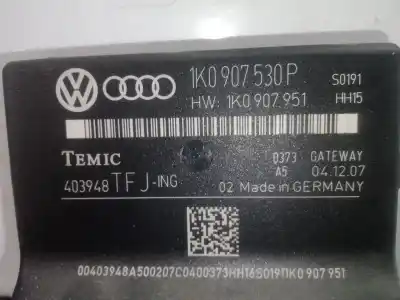 1K0 907 530 P S0191
HW: 1K0 907 951 HH15
TEMIC 0373 GATEWAY
A5 04.12.07
403948 TFJ-ING 02 Made in GERMANY
00403948A500207C0400373HH16S01911K0 907 951